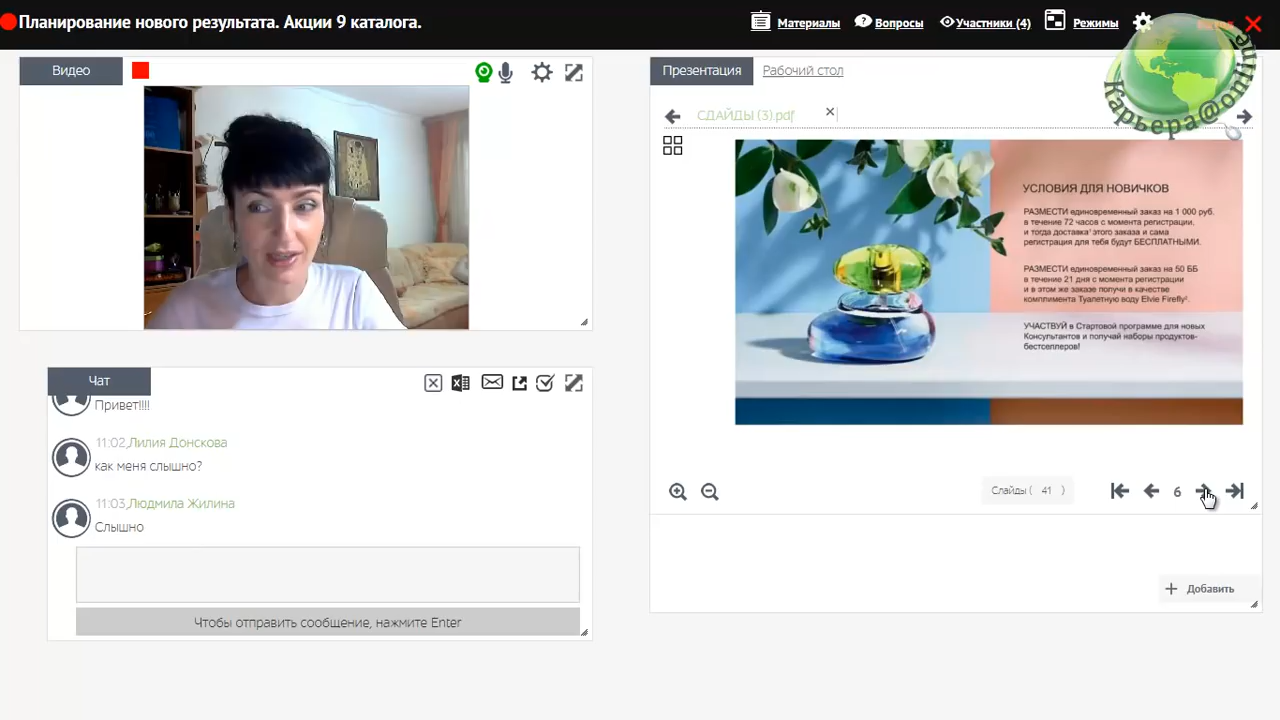 Планирование нового результата. Акции 9 каталога.
Материалы
Вопросы
Участники (4)
Режимы
Карьера@online
Видео
Презентация
Рабочий стол
СДАЙДЫ (3).pdf
УСЛОВИЯ ДЛЯ НОВИЧКОВ
РАЗМЕСТИ единовременный заказ на 1 000 руб.
в течение 72 часов с момента регистрации.
и тогда доставка¹ этого заказа и сама
регистрация для тебя будут БЕСПЛАТНЫМИ.
РАЗМЕСТИ единовременный заказ на 50 ББ
в течение 21 дня с момента регистрации
и в этом же заказе получи в качестве
комплимента Туалетную воду Elvie Firefly².
УЧАСТВУЙ в Стартовой программе для новых
Консультантов и получай наборы продуктов-
бестселлеров!
Слайды ( 41 )
6
Добавить
Чат
Привет!!!!
11:02,Лилия Донскова
как меня слышно?
11:03,Людмила Жилина
Слышно
Чтобы отправить сообщение, нажмите Enter